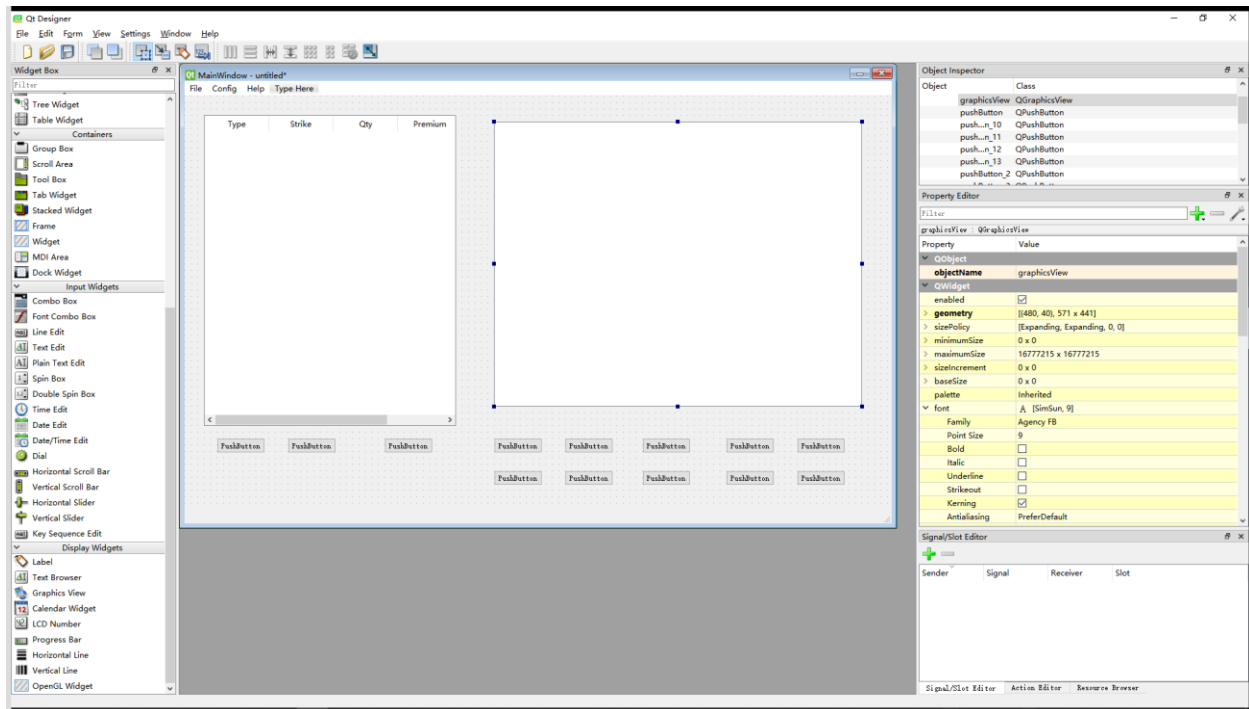 Qt Designer
File Edit Form View Settings Window Help
Widget Box
Filter
Tree Widget
Table Widget
Containers
Group Box
Scroll Area
Tool Box
Tab Widget
Stacked Widget
Frame
Widget
MDI Area
Dock Widget
Input Widgets
Combo Box
Font Combo Box
Line Edit
Text Edit
Plain Text Edit
Spin Box
Double Spin Box
Time Edit
Date Edit
Date/Time Edit
Dial
Horizontal Scroll Bar
Vertical Scroll Bar
Horizontal Slider
Vertical Slider
Key Sequence Edit
Display Widgets
Label
Text Browser
Graphics View
Calendar Widget
LCD Number
Progress Bar
Horizontal Line
Vertical Line
OpenGL Widget
MainWindow - untitled*
File Config Help Type Here
Type Strike Qty Premium
PushButton PushButton PushButton PushButton PushButton PushButton PushButton PushButton
PushButton PushButton PushButton PushButton PushButton
Object Inspector
Object Class
graphicsView QGraphicsView
pushButton QPushButton
push...n_10 QPushButton
push...n_11 QPushButton
push...n_12 QPushButton
push...n_13 QPushButton
pushButton_2 QPushButton
Property Editor
Filter
graphicsView : QGraphicsView
Property Value
QObject
objectName graphicsView
QWidget
enabled
geometry [(480, 40), 571 x 441]
sizePolicy [Expanding, Expanding, 0, 0]
minimumSize 0 x 0
maximumSize 16777215 x 16777215
sizeIncrement 0 x 0
baseSize 0 x 0
palette Inherited
font A [SimSun, 9]
Family Agency FB
Point Size 9
Bold
Italic
Underline
Strikeout
Kerning
Antialiasing PreferDefault
Signal/Slot Editor
Sender Signal Receiver Slot
Signal/Slot Editor Action Editor Resource Browser